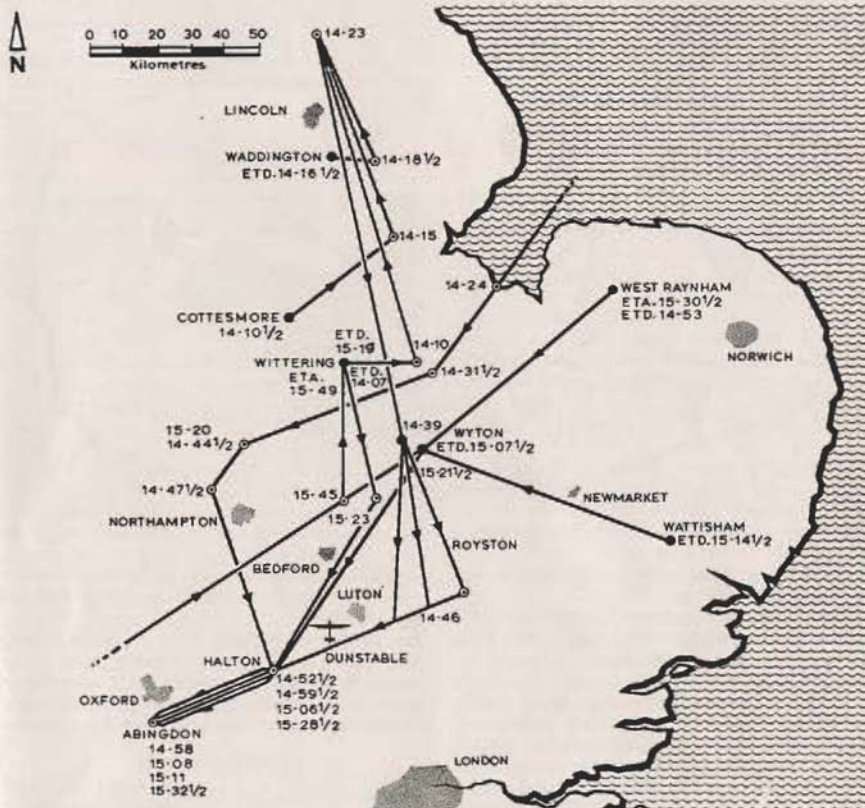 N
0 10 20 30 40 50
Kilometres
14-23
LINCOLN
WADDINGTON
ETD. 14-16 1/2
14-18 1/2
14-15
COTTESMORE
14-10 1/2
14-24
WEST RAYNHAM
ETA. 15-30 1/2
ETD. 14-53
NORWICH
ETD.
15-19
WITTERING
ETD.
14-07
ETA.
15-49
14-10
14-31 1/2
15-20
14-44 1/2
14-39
WYTON
ETD. 15-07 1/2
15-21 1/2
14-47 1/2
NORTHAMPTON
15-45
15-23
NEWMARKET
WATTISHAM
ETD. 15-14 1/2
ROYSTON
BEDFORD
LUTON
14-46
DUNSTABLE
HALTON
14-52 1/2
14-59 1/2
15-06 1/2
15-28 1/2
OXFORD
ABINGDON
14-58
15-08
15-11
15-32 1/2
LONDON